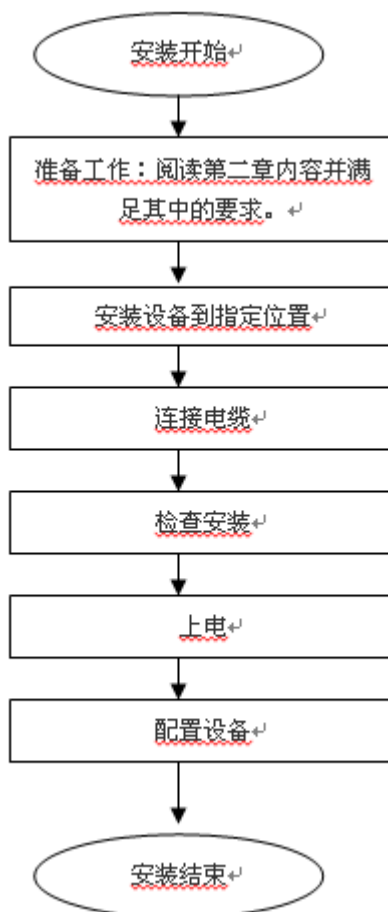 安装开始
准备工作：阅读第二章内容并满
足其中的要求。
安装设备到指定位置
连接电缆
检查安装
上电
配置设备
安装结束